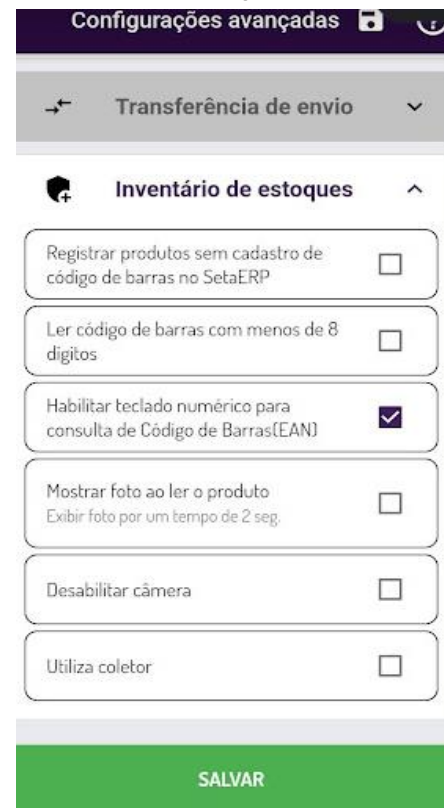 Configurações avançadas
Transferência de envio
Inventário de estoques
Registrar produtos sem cadastro de
código de barras no SetaERP
Ler código de barras com menos de 8
dígitos
Habilitar teclado numérico para
consulta de Código de Barras(EAN)
Mostrar foto ao ler o produto
Exibir foto por um tempo de 2 seg.
Desabilitar câmera
Utiliza coletor
SALVAR